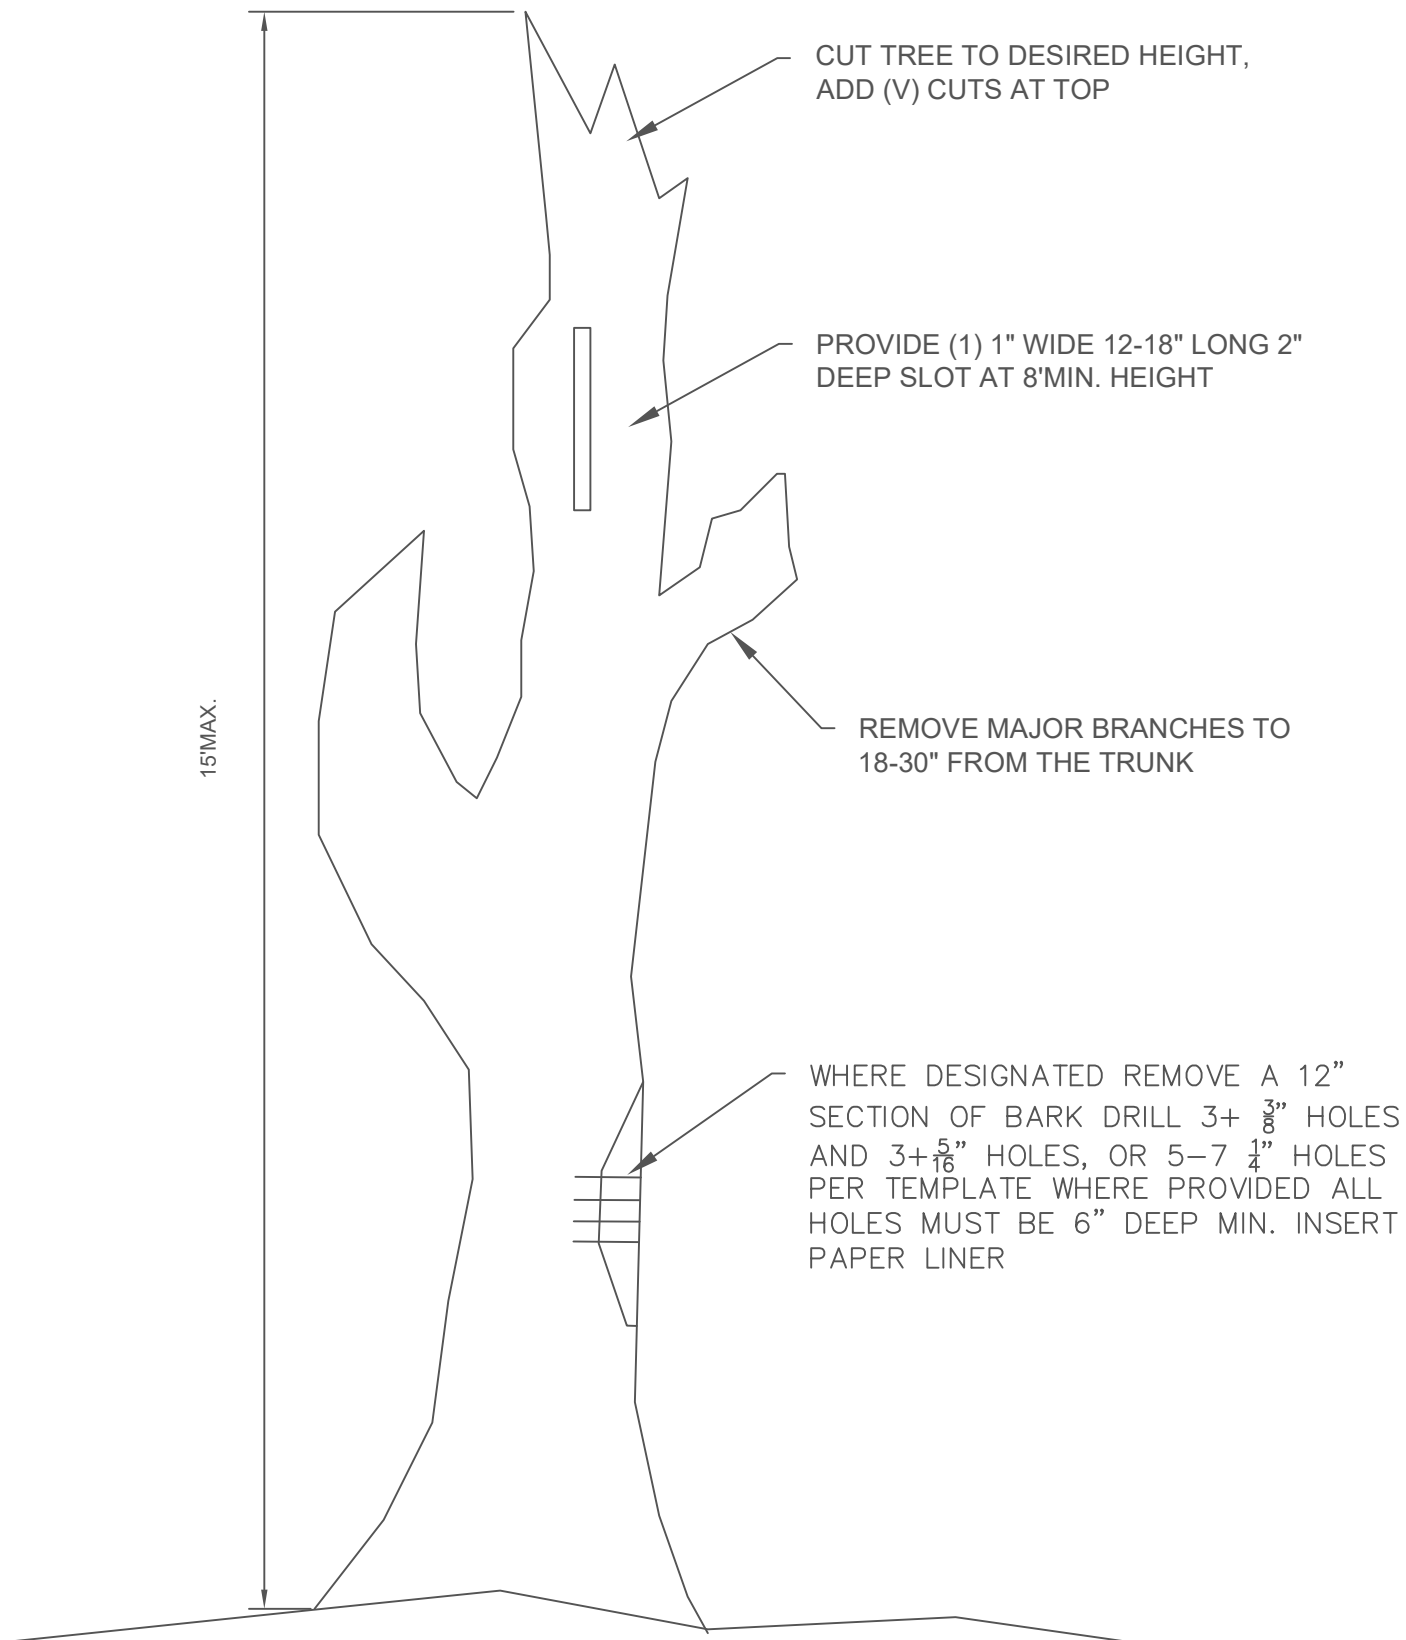 CUT TREE TO DESIRED HEIGHT,
ADD (V) CUTS AT TOP
PROVIDE (1) 1" WIDE 12-18" LONG 2"
DEEP SLOT AT 8'MIN. HEIGHT
15'MAX.
REMOVE MAJOR BRANCHES TO
18-30" FROM THE TRUNK
WHERE DESIGNATED REMOVE A 12”
SECTION OF BARK DRILL 3+ 3/8” HOLES
AND 3+5/16” HOLES, OR 5–7 1/4” HOLES
PER TEMPLATE WHERE PROVIDED ALL
HOLES MUST BE 6” DEEP MIN. INSERT
PAPER LINER